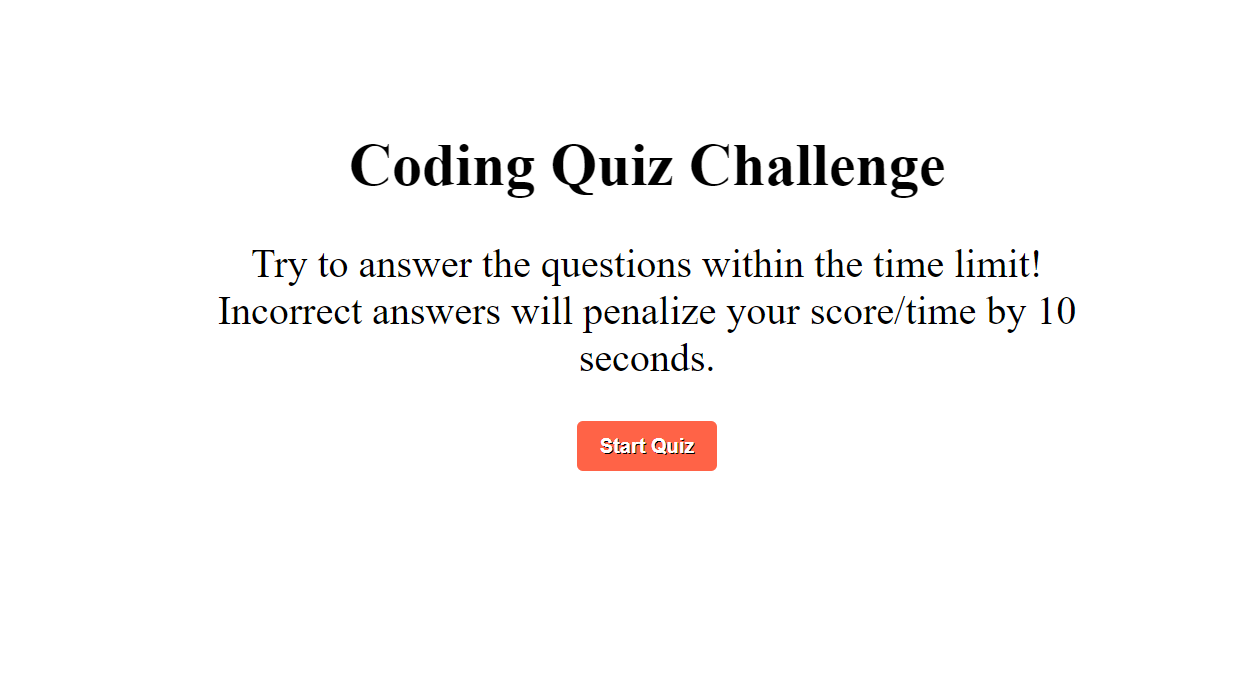 Coding Quiz Challenge
Try to answer the questions within the time limit!
Incorrect answers will penalize your score/time by 10
seconds.
Start Quiz